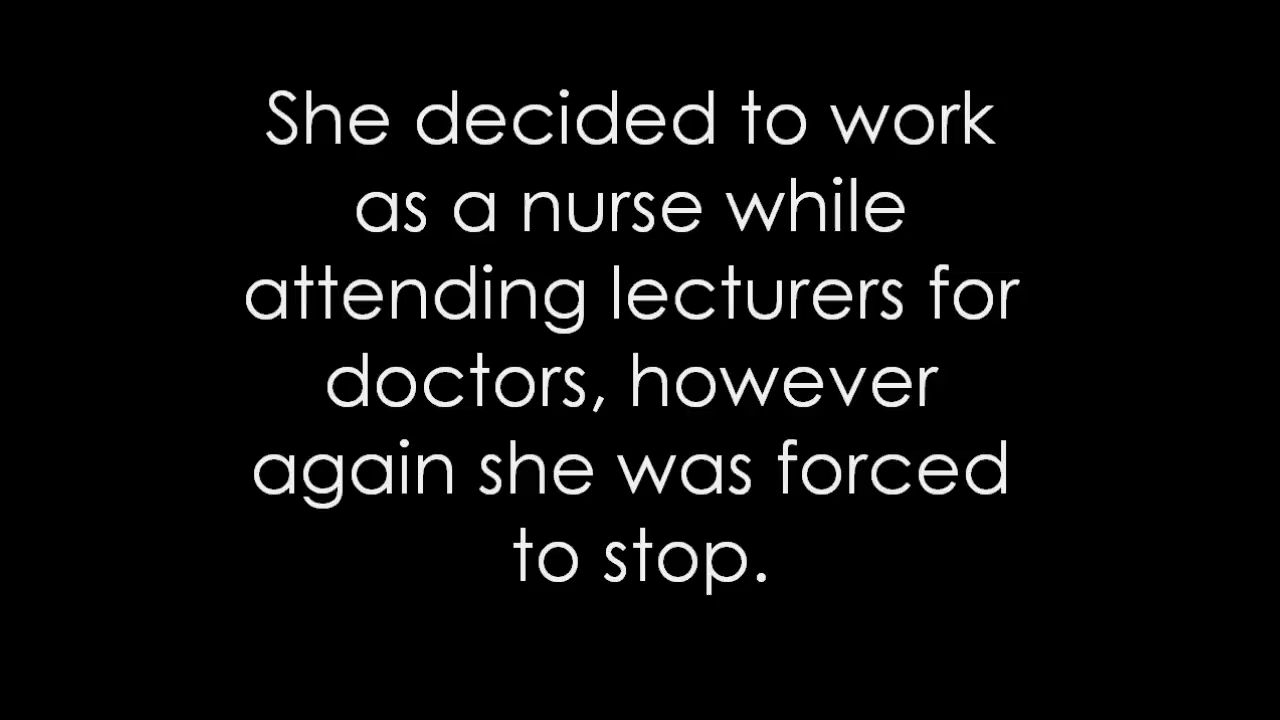 She decided to work
as a nurse while
attending lecturers for
doctors, however
again she was forced
to stop.